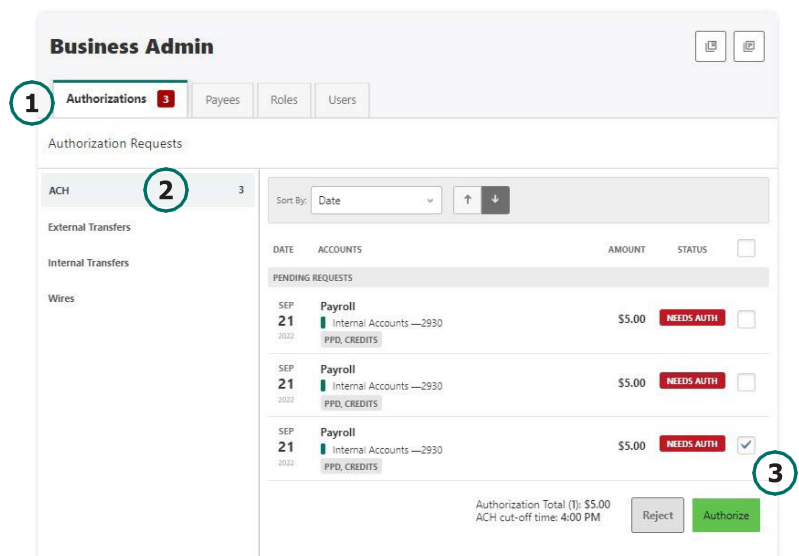 Business Admin
1
Authorizations 3 Payees Roles Users
Authorization Requests
ACH 2 3
External Transfers
Internal Transfers
Wires
Sort By: Date
DATE ACCOUNTS AMOUNT STATUS
PENDING REQUESTS
SEP 21 2022
Payroll
Internal Accounts —2930
PPD, CREDITS
$5.00 NEEDS AUTH
SEP 21 2022
Payroll
Internal Accounts —2930
PPD, CREDITS
$5.00 NEEDS AUTH
SEP 21 2022
Payroll
Internal Accounts —2930
PPD, CREDITS
$5.00 NEEDS AUTH
3
Authorization Total (1): $5.00
ACH cut-off time: 4:00 PM
Reject Authorize